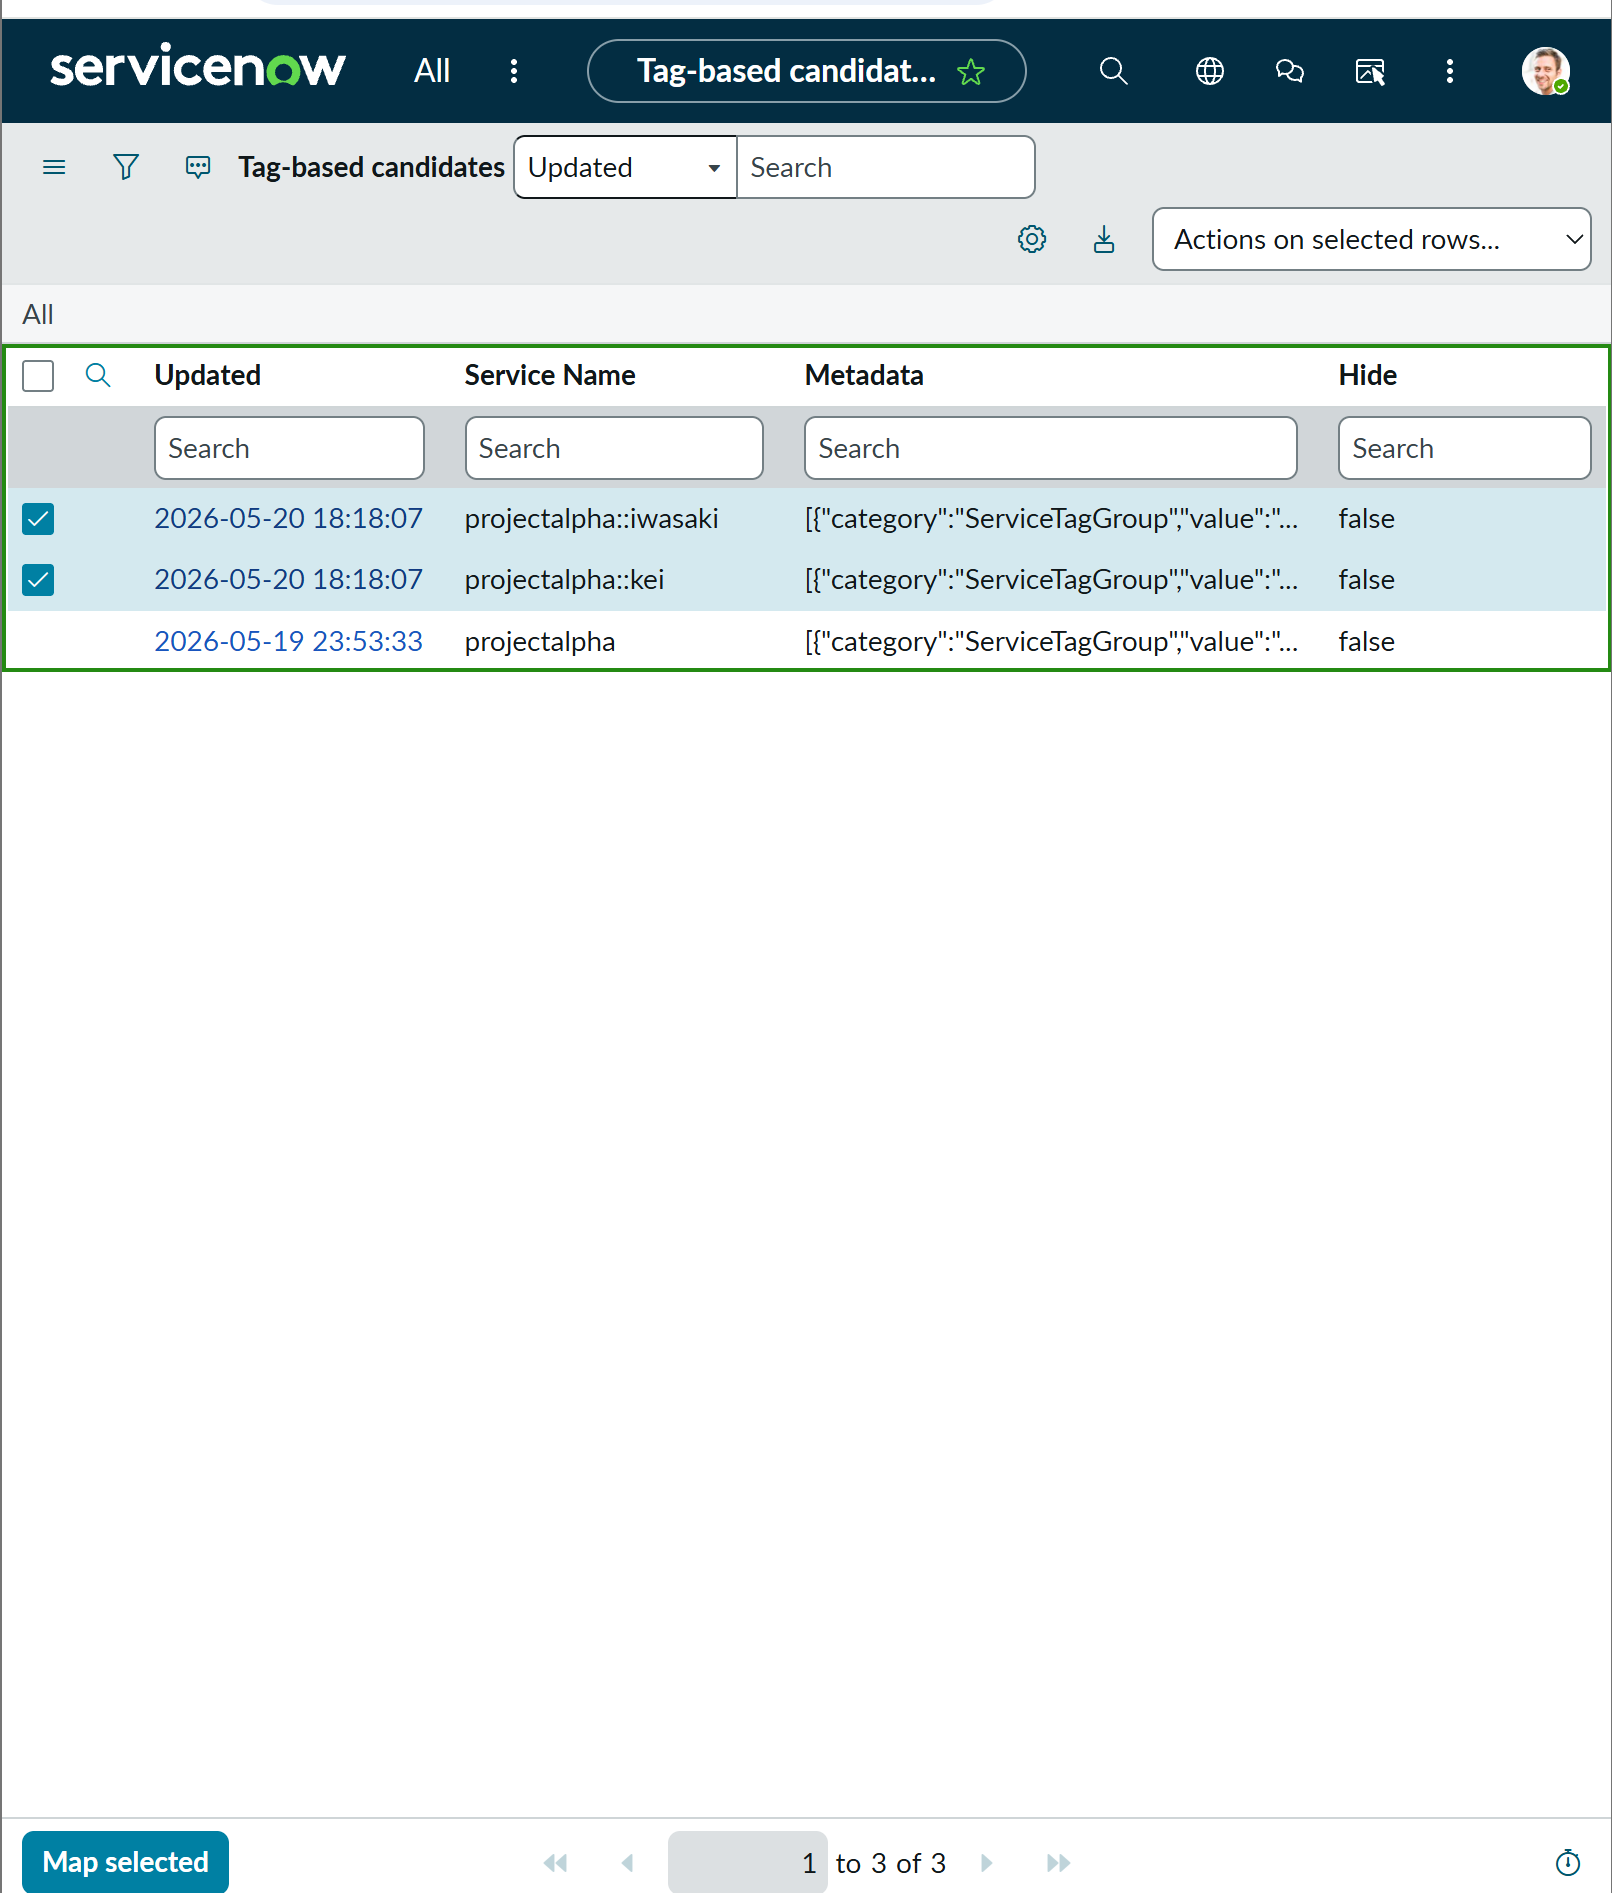 servicenow All Tag-based candidat...
Tag-based candidates Updated Search
Actions on selected rows...
All
Updated Service Name Metadata Hide
Search Search Search Search
2026-05-20 18:18:07 projectalpha::iwasaki [{"category":"ServiceTagGroup","value":"... false
2026-05-20 18:18:07 projectalpha::kei [{"category":"ServiceTagGroup""value":"... false
2026-05-19 23:53:33 projectalpha [{"category":"ServiceTagGroup""value":"... false
Map selected 1 to 3 of 3